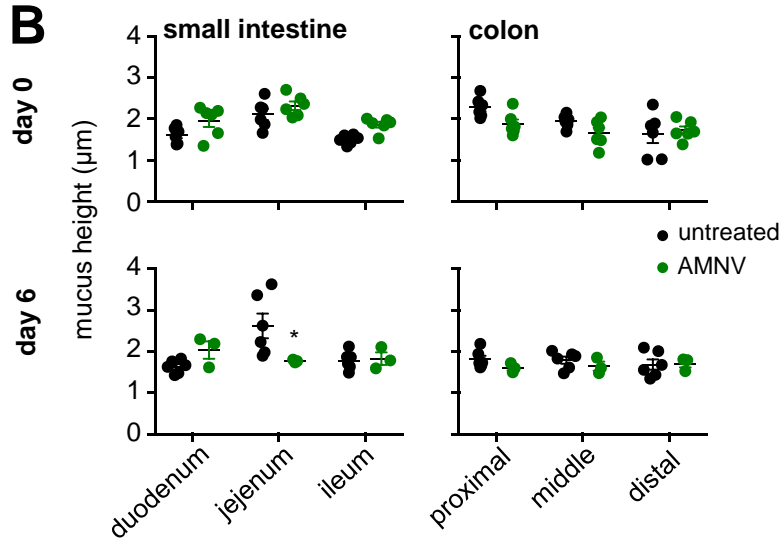 B
small intestine
colon
day 0
4
3
2
1
0
mucus height (µm)
untreated
AMNV
day 6
4
3
2
1
0
*
duodenum
jejenum
ileum
proximal
middle
distal